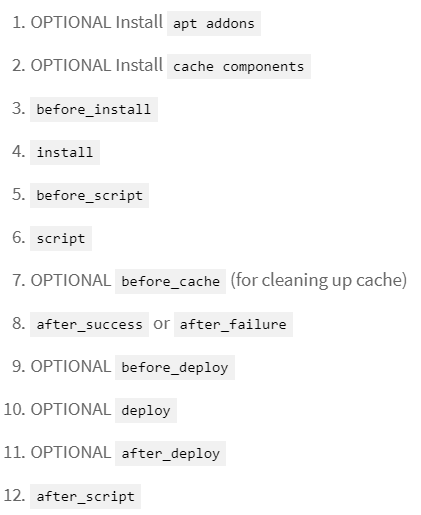 1. OPTIONAL Install apt addons
2. OPTIONAL Install cache components
3. before_install
4. install
5. before_script
6. script
7. OPTIONAL before_cache (for cleaning up cache)
8. after_success or after_failure
9. OPTIONAL before_deploy
10. OPTIONAL deploy
11. OPTIONAL after_deploy
12. after_script